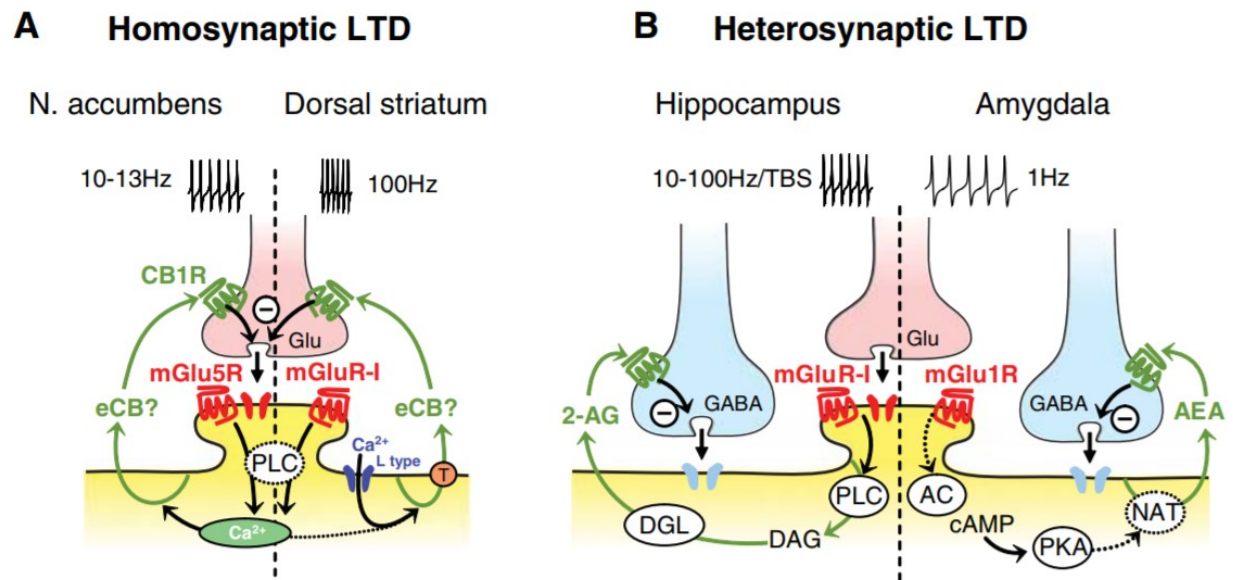 A Homosynaptic LTD
N. accumbens Dorsal striatum
10-13Hz 100Hz
CB1R
−
Glu
mGlu5R mGluR-I
eCB? eCB?
Ca²⁺
L type
PLC
T
Ca²⁺
B Heterosynaptic LTD
Hippocampus Amygdala
10-100Hz/TBS 1Hz
Glu
mGluR-I mGlu1R
2-AG − GABA GABA − AEA
PLC AC
DGL DAG cAMP PKA NAT